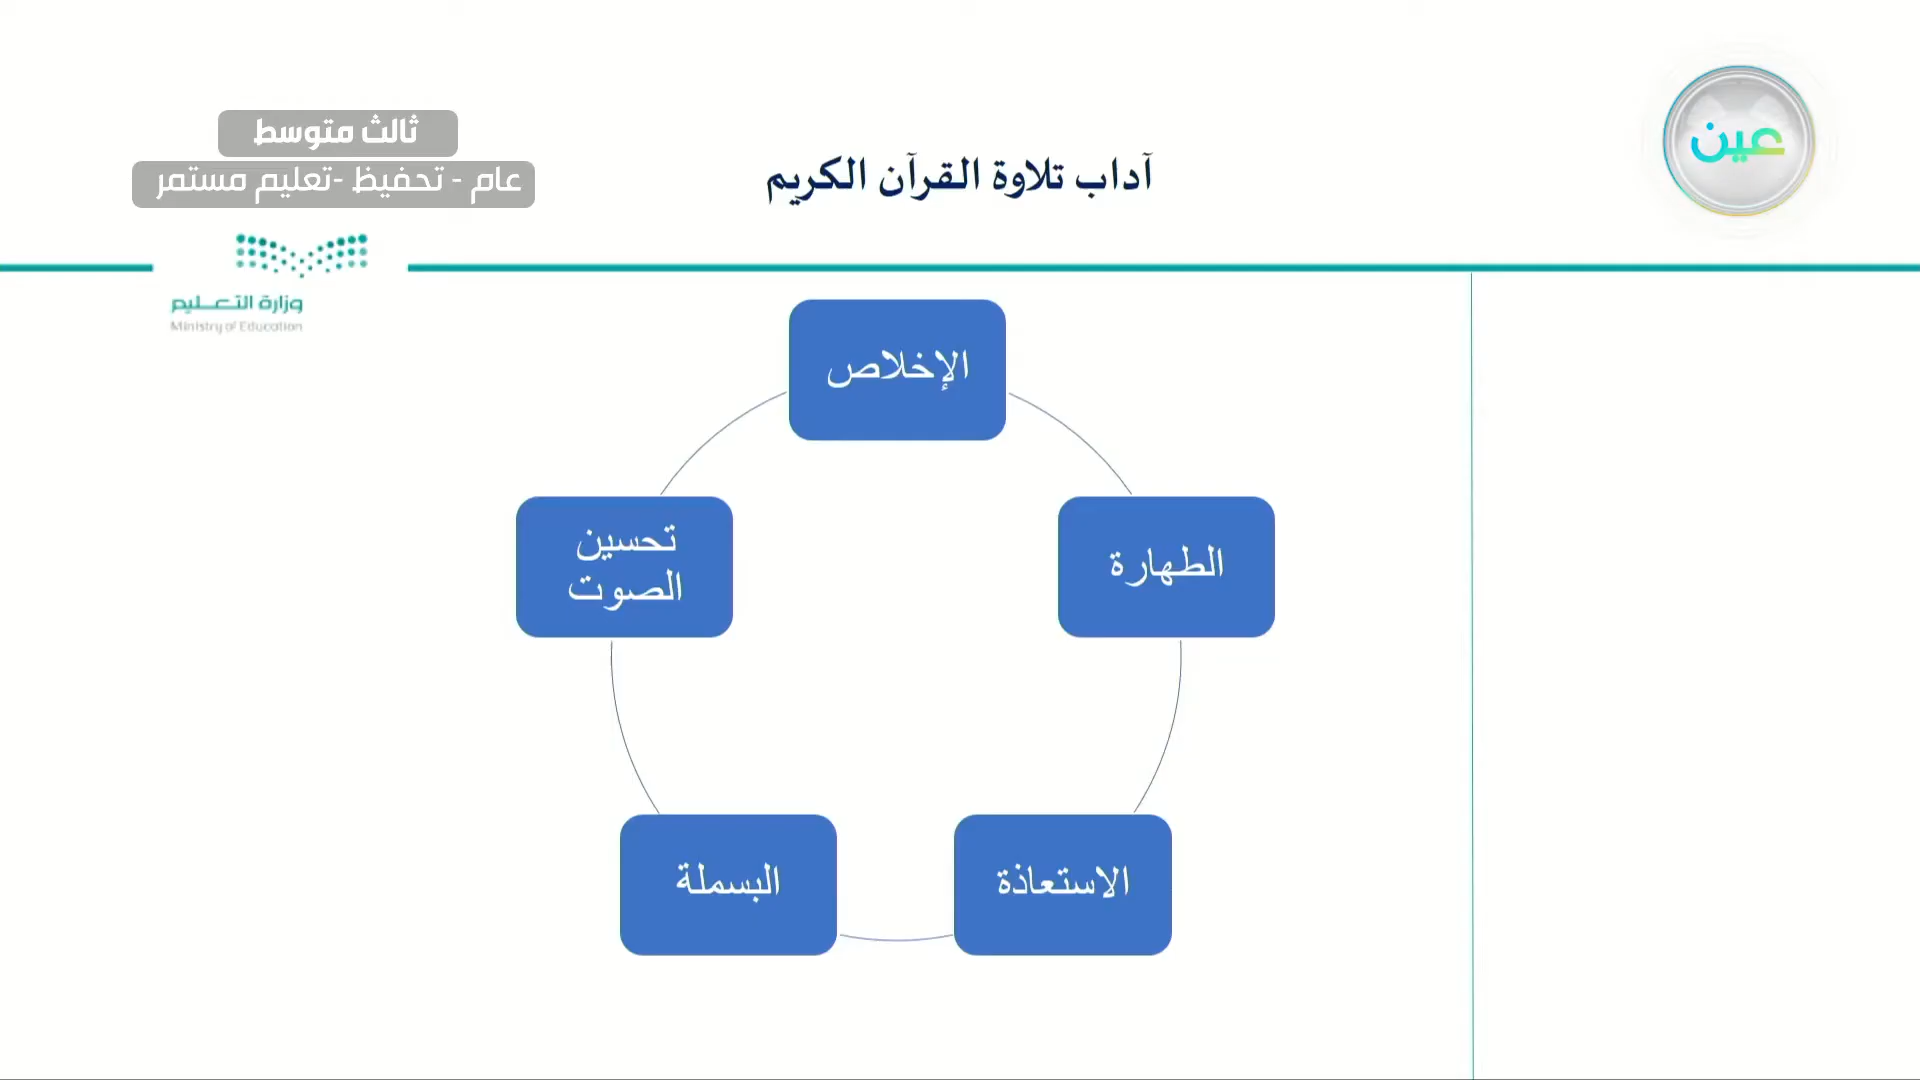 عين
ثالث متوسط
عام - تحفيظ -تعليم مستمر
آداب تلاوة القرآن الكريم
وزارة التعليم
Ministry of Education
الإخلاص
الطهارة
الاستعاذة
البسملة
تحسين
الصوت